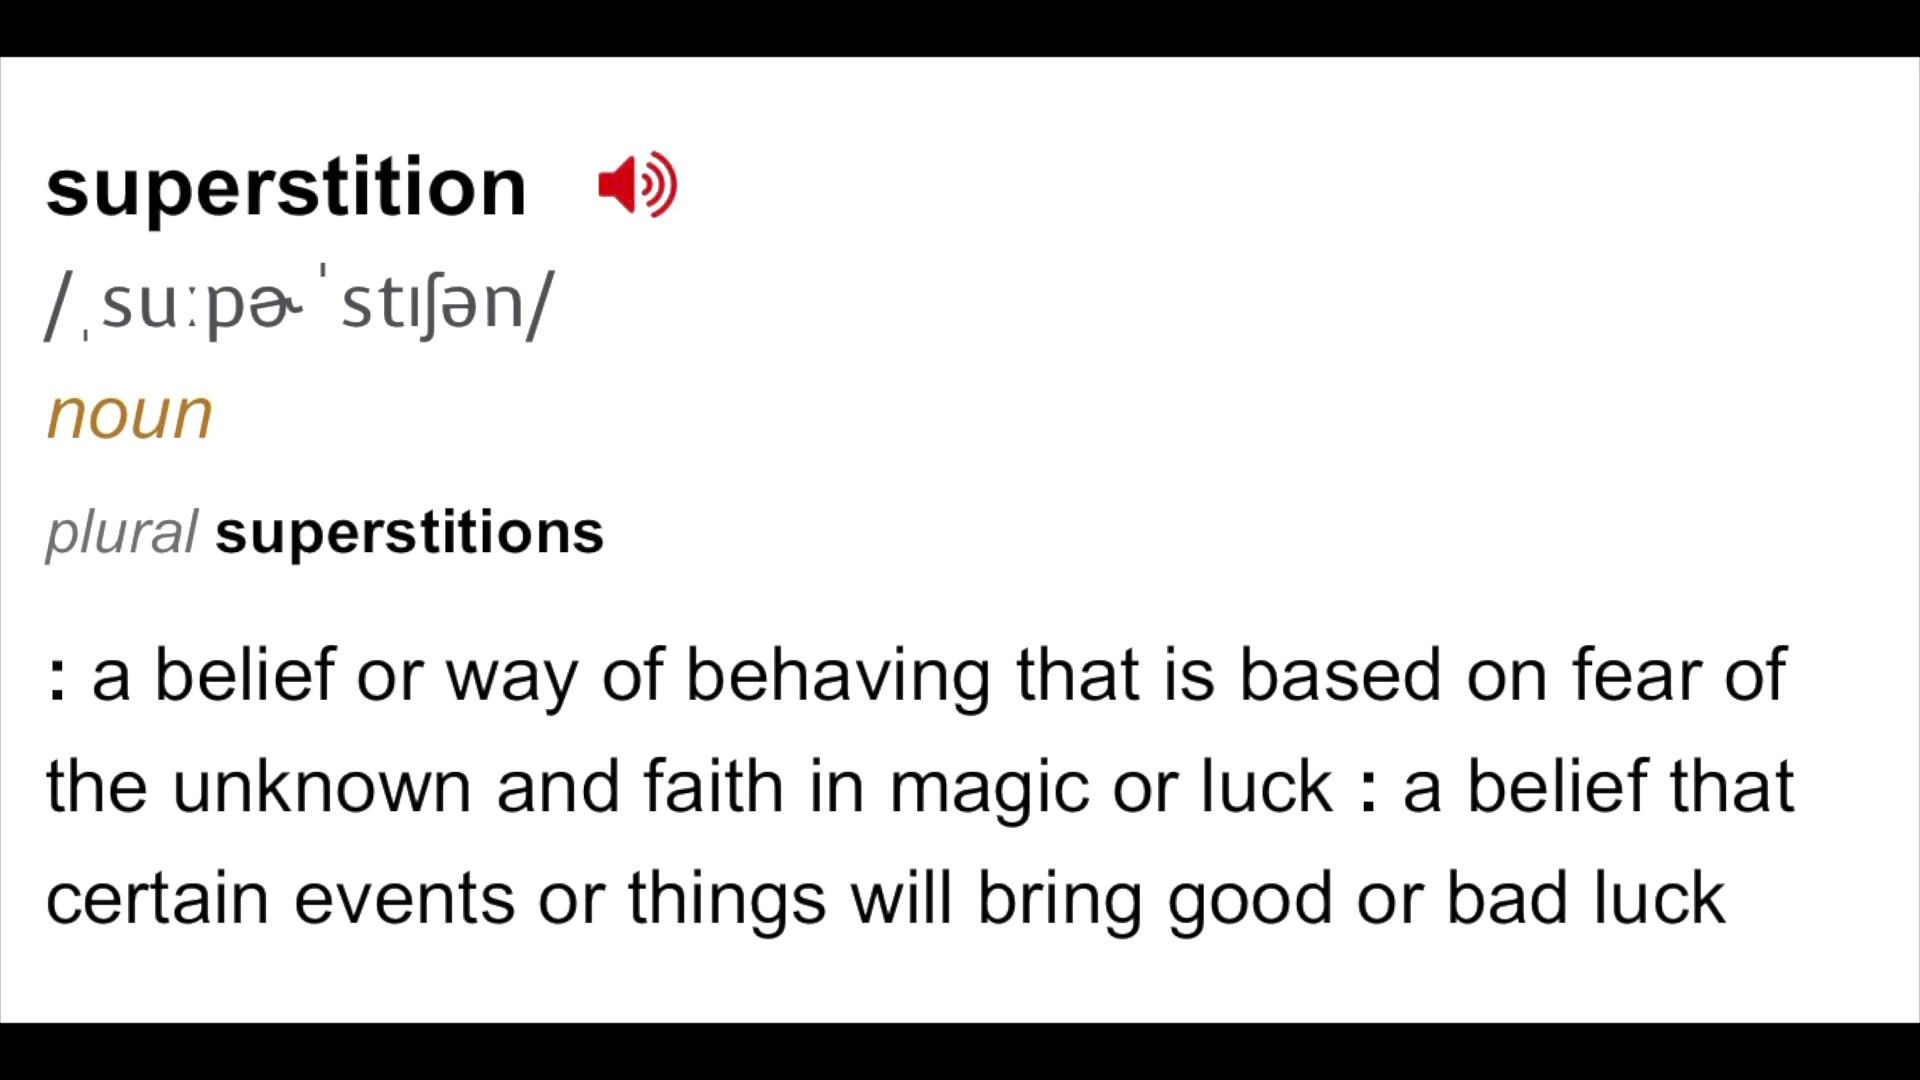 superstition
/ˌsuːpɚˈstɪʃən/
noun
plural superstitions
: a belief or way of behaving that is based on fear of
the unknown and faith in magic or luck : a belief that
certain events or things will bring good or bad luck